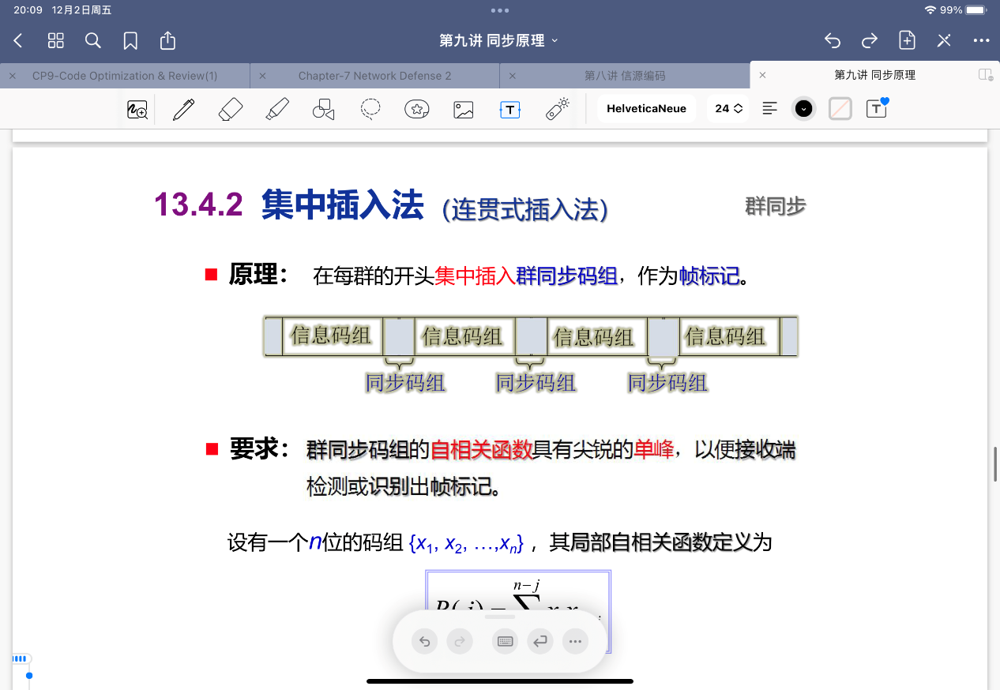 20:09 12月2日周五
99%
第九讲 同步原理
CP9-Code Optimization & Review(1)
Chapter-7 Network Defense 2
第八讲 信源编码
第九讲 同步原理
T
HelveticaNeue
24
T
13.4.2 集中插入法 (连贯式插入法)
群同步
原理: 在每群的开头集中插入群同步码组，作为帧标记。
信息码组 信息码组 信息码组 信息码组
同步码组 同步码组 同步码组
要求: 群同步码组的自相关函数具有尖锐的单峰，以便接收端
检测或识别出帧标记。
设有一个n位的码组 {x1, x2, …,xn} ，其局部自相关函数定义为
n−j